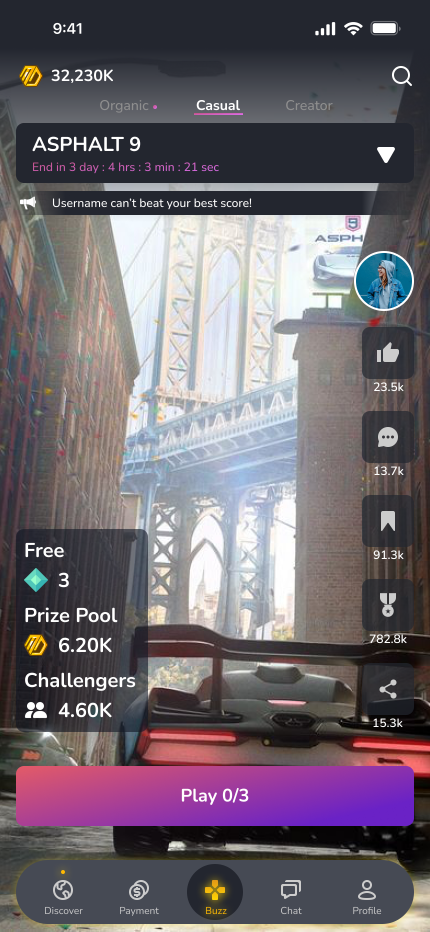 9:41
32,230K
Organic
Casual
Creator
ASPHALT 9
End in 3 day : 4 hrs : 3 min : 21 sec
Username can't beat your best score!
9
ASPH
23.5k
13.7k
91.3k
782.8k
15.3k
Free
3
Prize Pool
6.20K
Challengers
4.60K
Play 0/3
Discover
Payment
Buzz
Chat
Profile